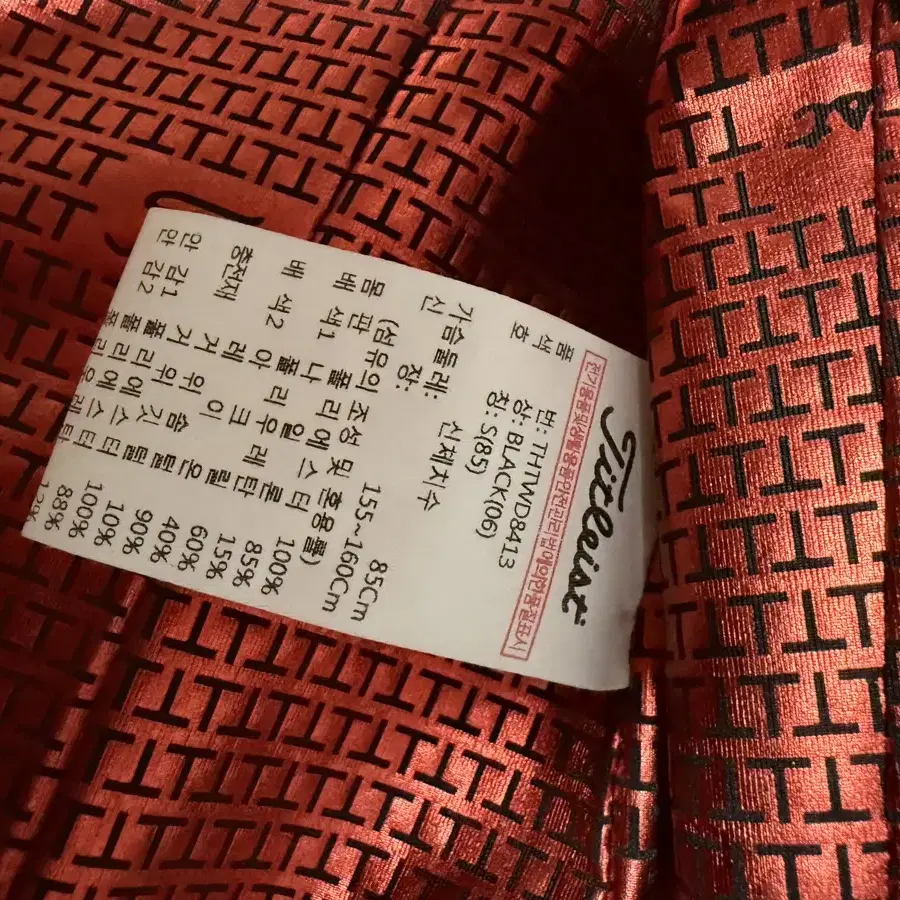 Titleist
전기용품및생활용품안전관리법에의한품질표시
품 번: THTWD8413
색 상: BLACK(06)
호 칭: S(85)
신체치수
가슴둘레: 85Cm
신 장: 155~160Cm
(섬유의 조성 및 혼용률)
몸 판 폴리에스터 100%
배 색1 나일론 85%
폴리우레탄 15%
배 색2 아크릴 60%
레이온 40%
충전재 거위 솜털 90%
거위 깃털 10%
안 감1 폴리에스터 100%
안 감2 폴리에스터 88%